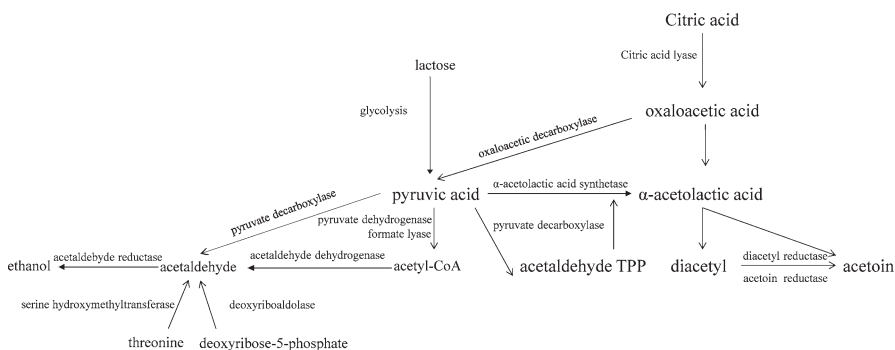 Citric acid
Citric acid lyase
lactose
glycolysis
oxaloacetic acid
oxaloacetic decarboxylase
pyruvic acid
α-acetolactic acid synthetase
α-acetolactic acid
pyruvate decarboxylase
pyruvate dehydrogenase
formate lyase
pyruvate decarboxylase
ethanol
acetaldebyde reductase
acetaldehyde
acetaldehyde dehydrogenase
acetyl-CoA
acetaldehyde TPP
diacetyl
diacetyl reductase
acetoin reductase
acetoin
serine hydroxymethyltransferase
deoxyriboaldolase
threonine
deoxyribose-5-phosphate